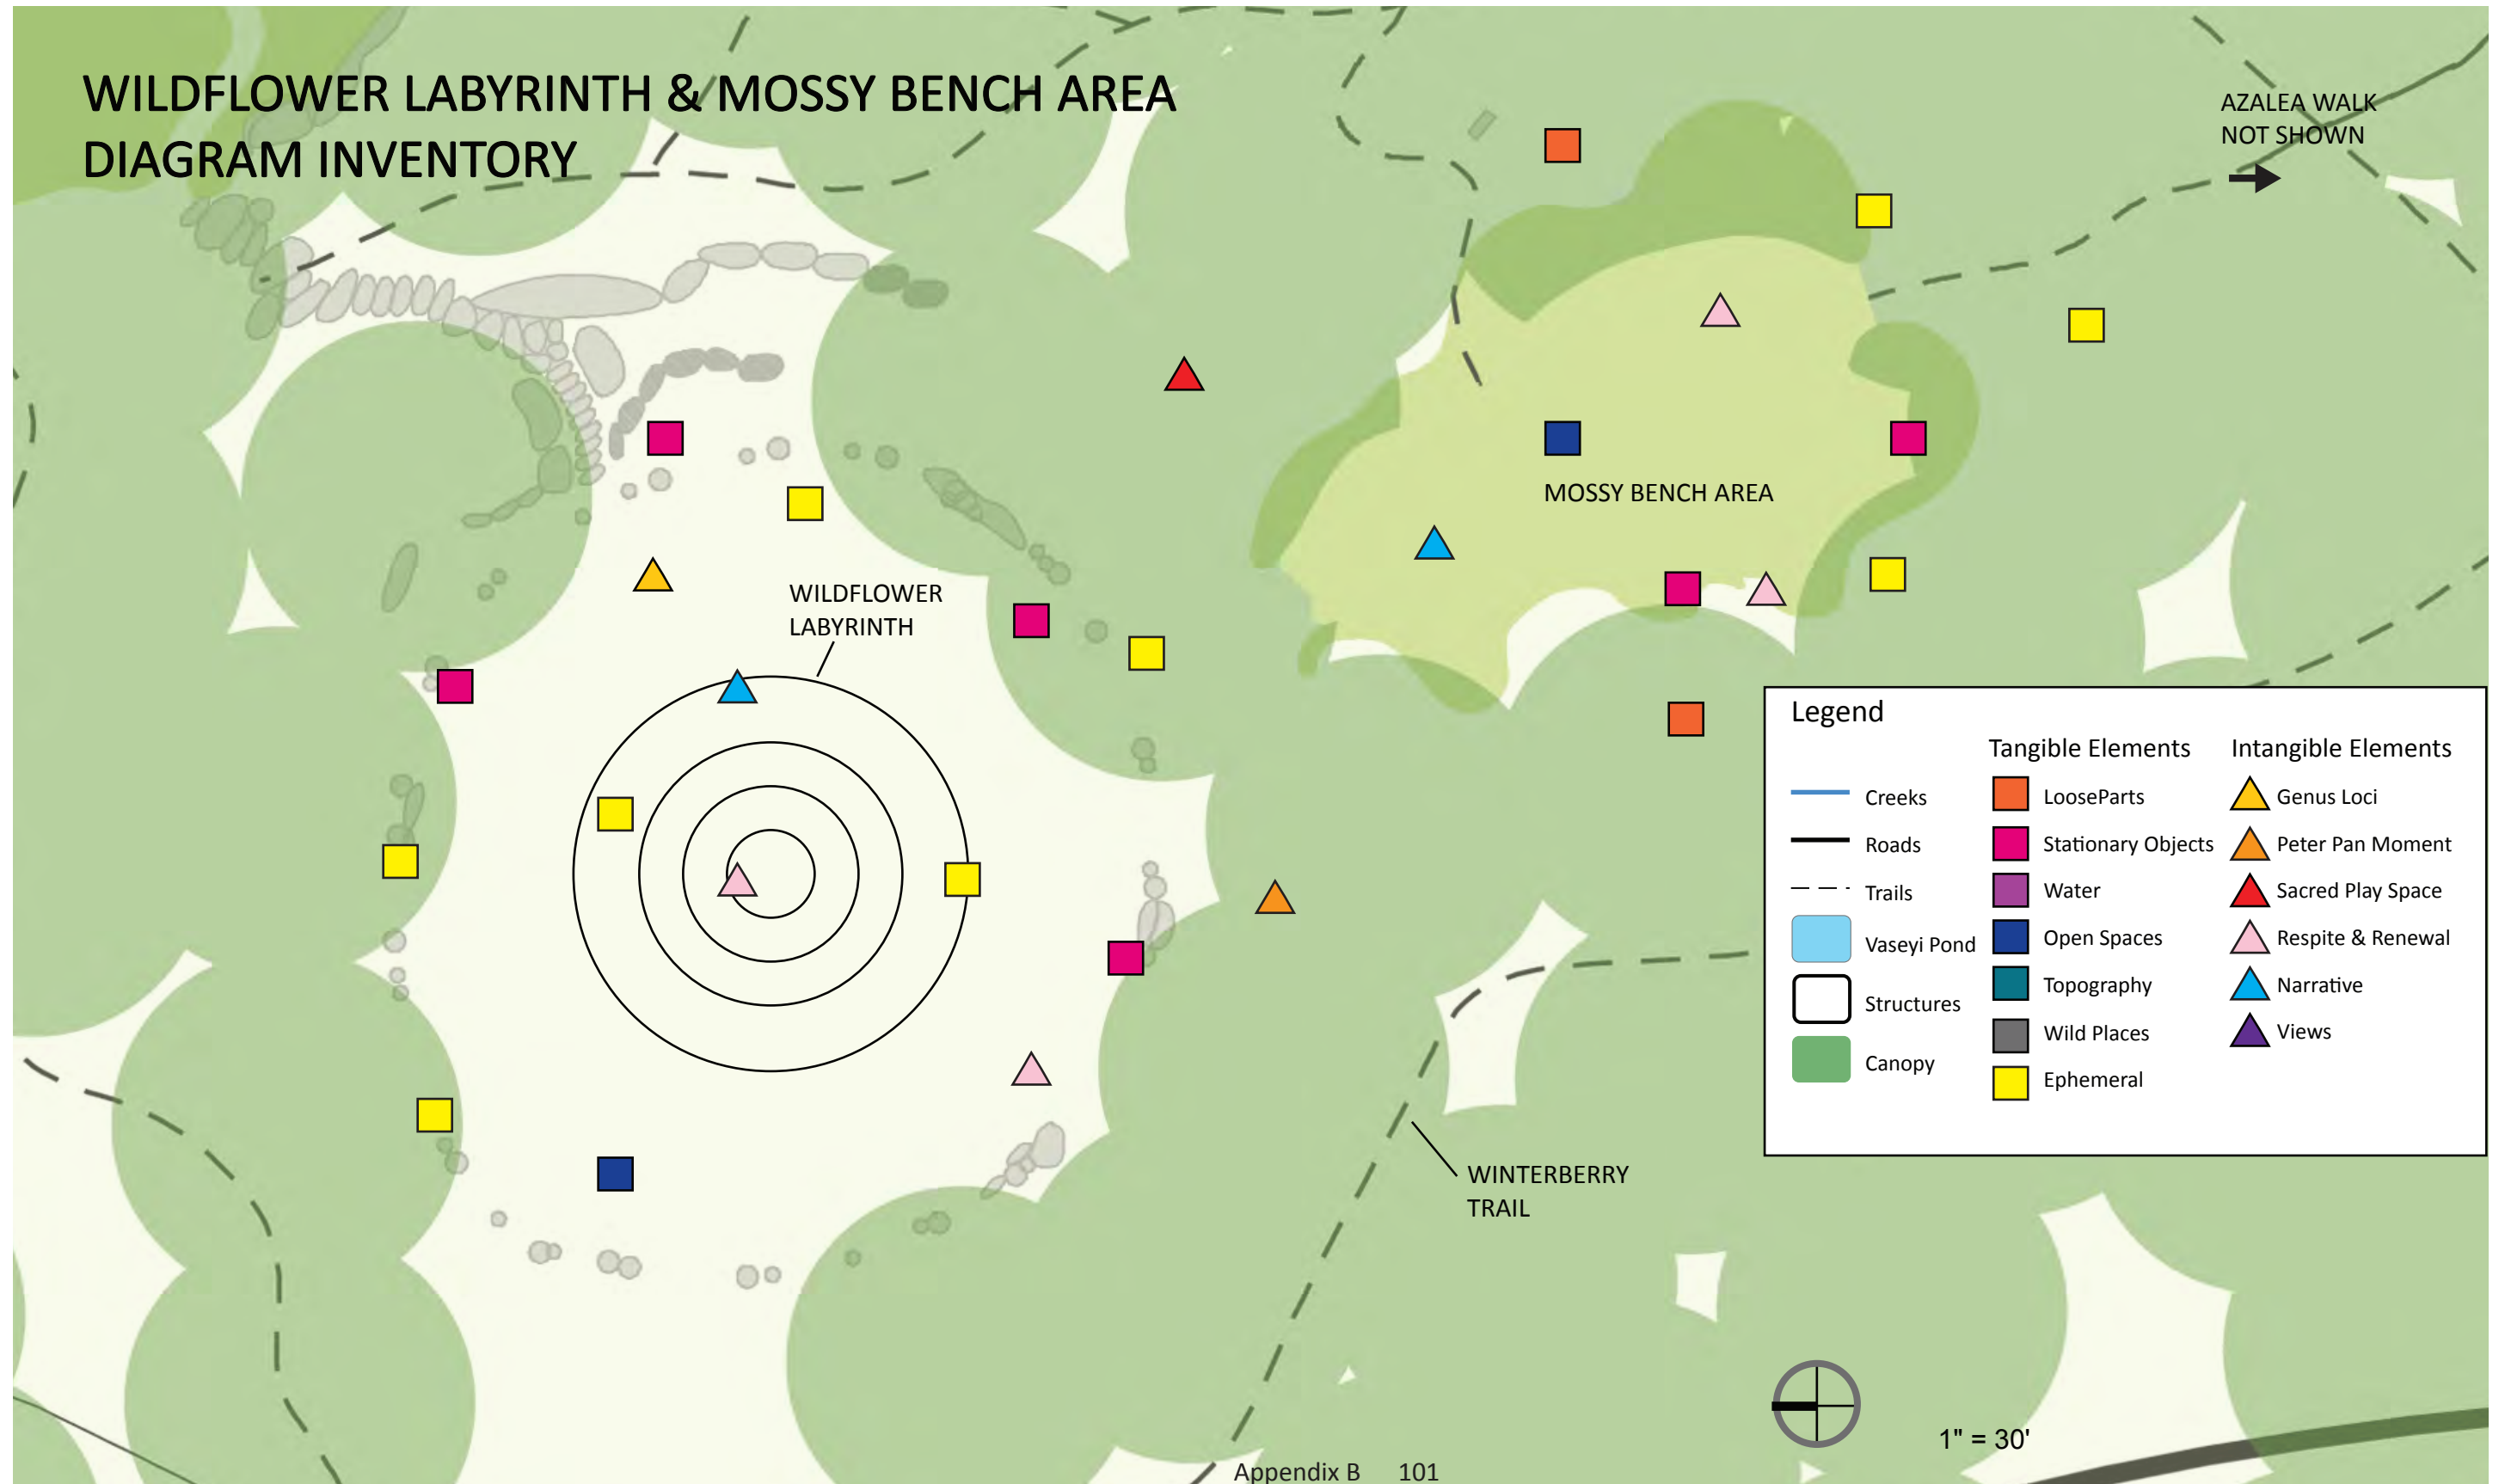 WILDFLOWER LABYRINTH & MOSSY BENCH AREA
DIAGRAM INVENTORY
AZALEA WALK
NOT SHOWN
MOSSY BENCH AREA
WILDFLOWER
LABYRINTH
Legend
Creeks
Roads
Trails
Vaseyi Pond
Structures
Canopy
Tangible Elements
LooseParts
Stationary Objects
Water
Open Spaces
Topography
Wild Places
Ephemeral
Intangible Elements
Genus Loci
Peter Pan Moment
Sacred Play Space
Respite & Renewal
Narrative
Views
WINTERBERRY
TRAIL
1" = 30'
Appendix B 101